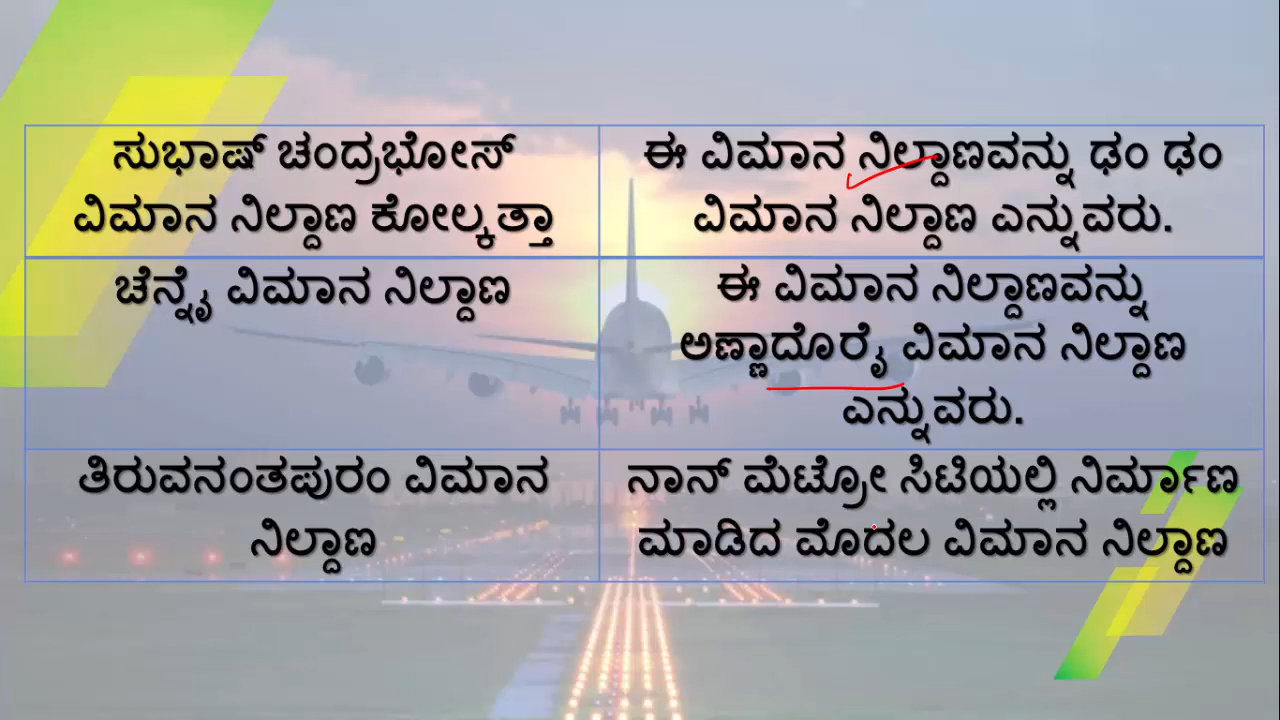 ಸುಭಾಷ್ ಚಂದ್ರಭೋಸ್
ವಿಮಾನ ನಿಲ್ದಾಣ ಕೋಲ್ಕತ್ತಾ
ಈ ವಿಮಾನ ನಿಲ್ದಾಣವನ್ನು ಢಂ ಢಂ
ವಿಮಾನ ನಿಲ್ದಾಣ ಎನ್ನುವರು.
ಚೆನ್ನೈ ವಿಮಾನ ನಿಲ್ದಾಣ
ಈ ವಿಮಾನ ನಿಲ್ದಾಣವನ್ನು
ಅಣ್ಣಾದೊರೈ ವಿಮಾನ ನಿಲ್ದಾಣ
ಎನ್ನುವರು.
ತಿರುವನಂತಪುರಂ ವಿಮಾನ
ನಿಲ್ದಾಣ
ನಾನ್ ಮೆಟ್ರೋ ಸಿಟಿಯಲ್ಲಿ ನಿರ್ಮಾಣ
ಮಾಡಿದ ಮೊದಲ ವಿಮಾನ ನಿಲ್ದಾಣ